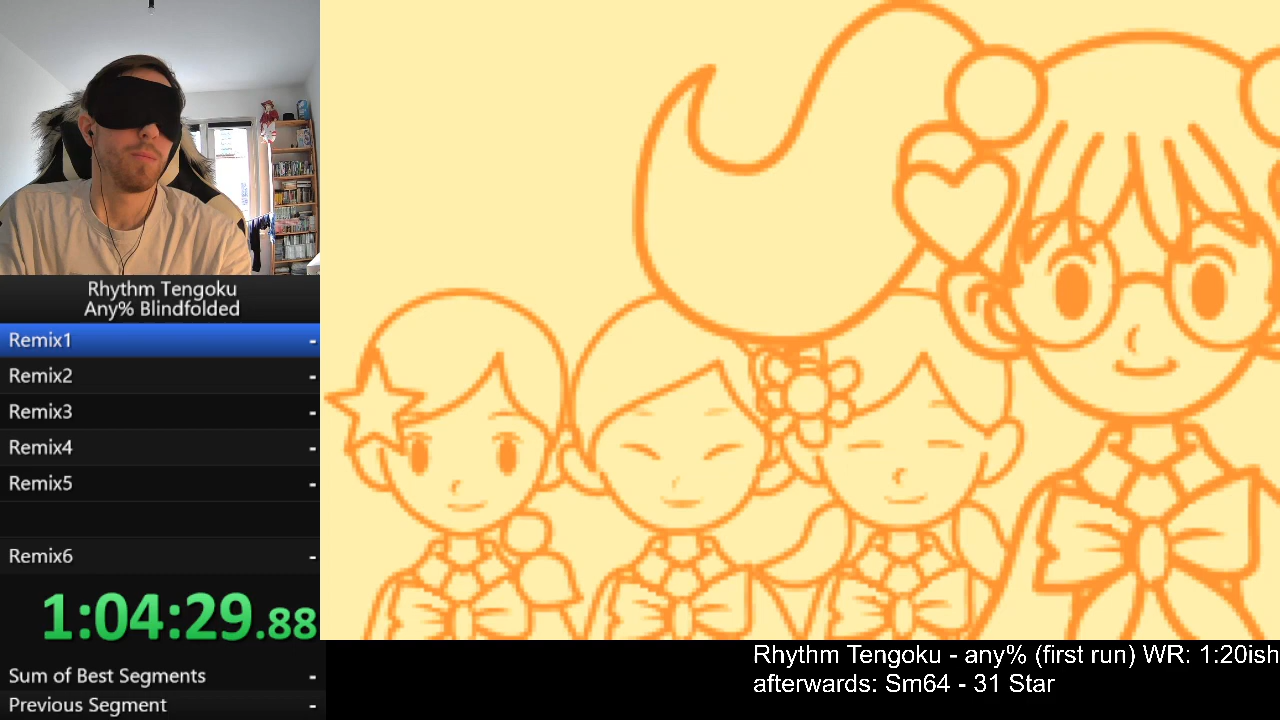 Rhythm Tengoku
Any% Blindfolded
Remix1 -
Remix2 -
Remix3 -
Remix4 -
Remix5 -
Remix6 -
1:04:29.88
Sum of Best Segments -
Previous Segment -
Rhythm Tengoku - any% (first run) WR: 1:20ish
afterwards: Sm64 - 31 Star